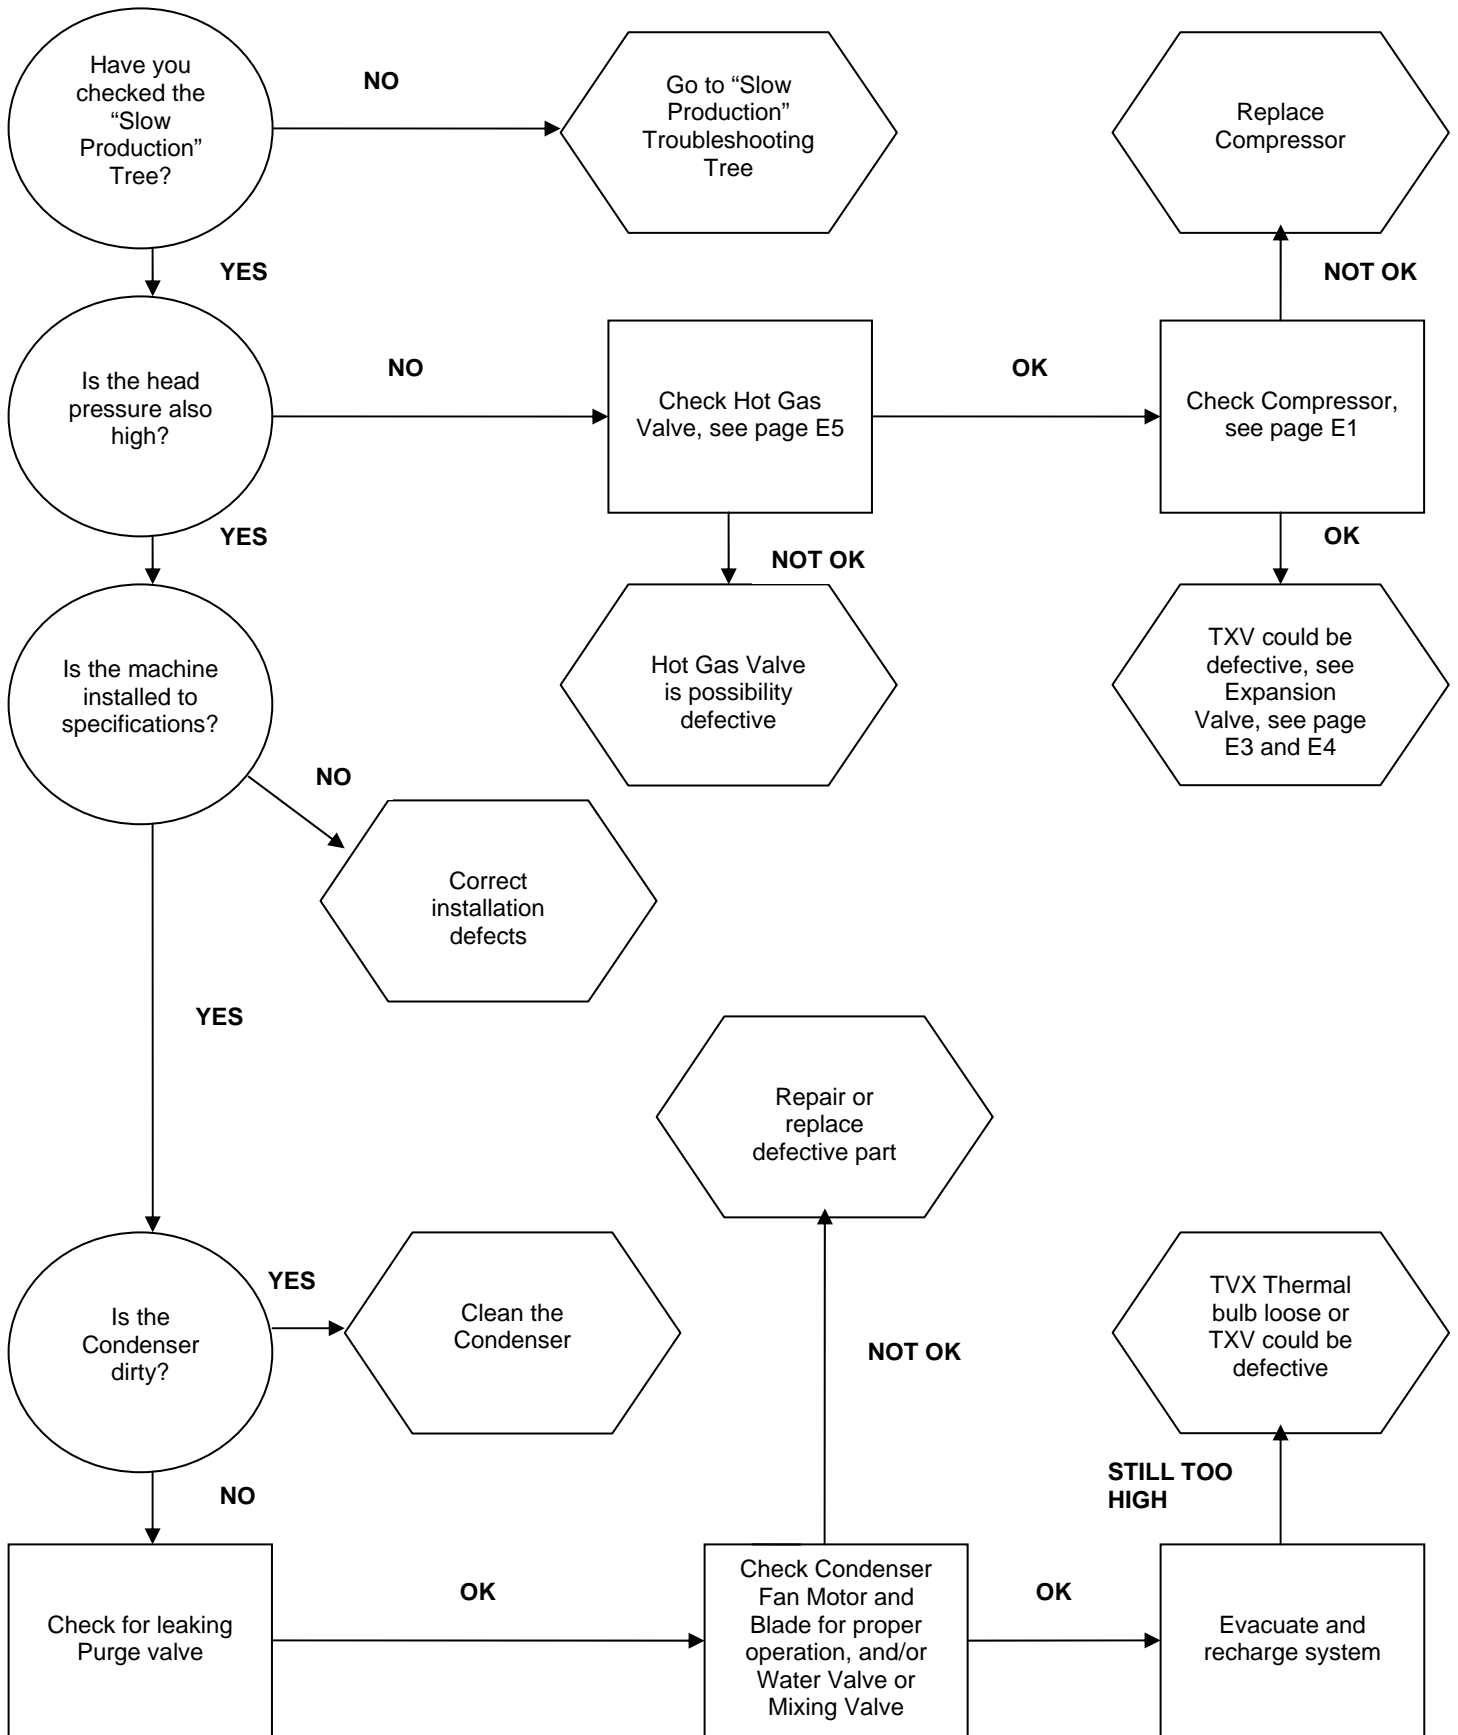 Have you
checked the
“Slow
Production”
Tree?
NO
Go to “Slow
Production”
Troubleshooting
Tree
Replace
Compressor
YES
NOT OK
Is the head
pressure also
high?
NO
Check Hot Gas
Valve, see page E5
OK
Check Compressor,
see page E1
YES
NOT OK
OK
Is the machine
installed to
specifications?
Hot Gas Valve
is possibility
defective
TXV could be
defective, see
Expansion
Valve, see page
E3 and E4
NO
Correct
installation
defects
YES
Repair or
replace
defective part
Is the
Condenser
dirty?
YES
Clean the
Condenser
NOT OK
TVX Thermal
bulb loose or
TXV could be
defective
STILL TOO
HIGH
NO
Check for leaking
Purge valve
OK
Check Condenser
Fan Motor and
Blade for proper
operation, and/or
Water Valve or
Mixing Valve
OK
Evacuate and
recharge system